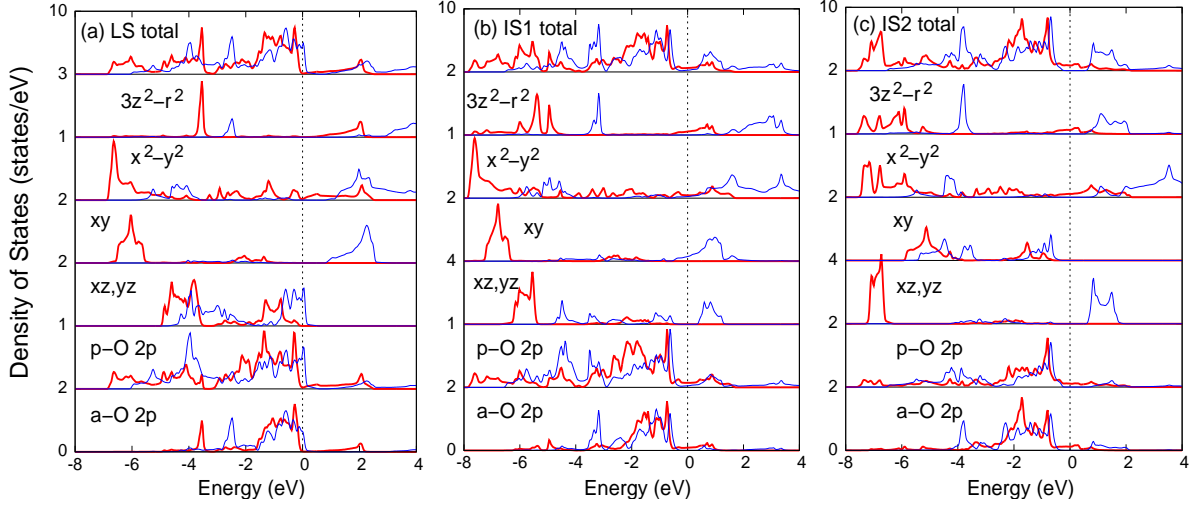 Density of States (states/eV)
10
(a) LS total
3
3z²−r²
1
x²−y²
2
xy
2
xz,yz
1
p−O 2p
2
a−O 2p
0
-8 -6 -4 -2 0 2 4
Energy (eV)
10
(b) IS1 total
2
3z²−r²
1
x²−y²
2
xy
4
xz,yz
1
p−O 2p
2
a−O 2p
0
-8 -6 -4 -2 0 2 4
Energy (eV)
10
(c) IS2 total
2
3z²−r²
1
x²−y²
2
xy
4
xz,yz
2
p−O 2p
2
a−O 2p
0
-8 -6 -4 -2 0 2 4
Energy (eV)